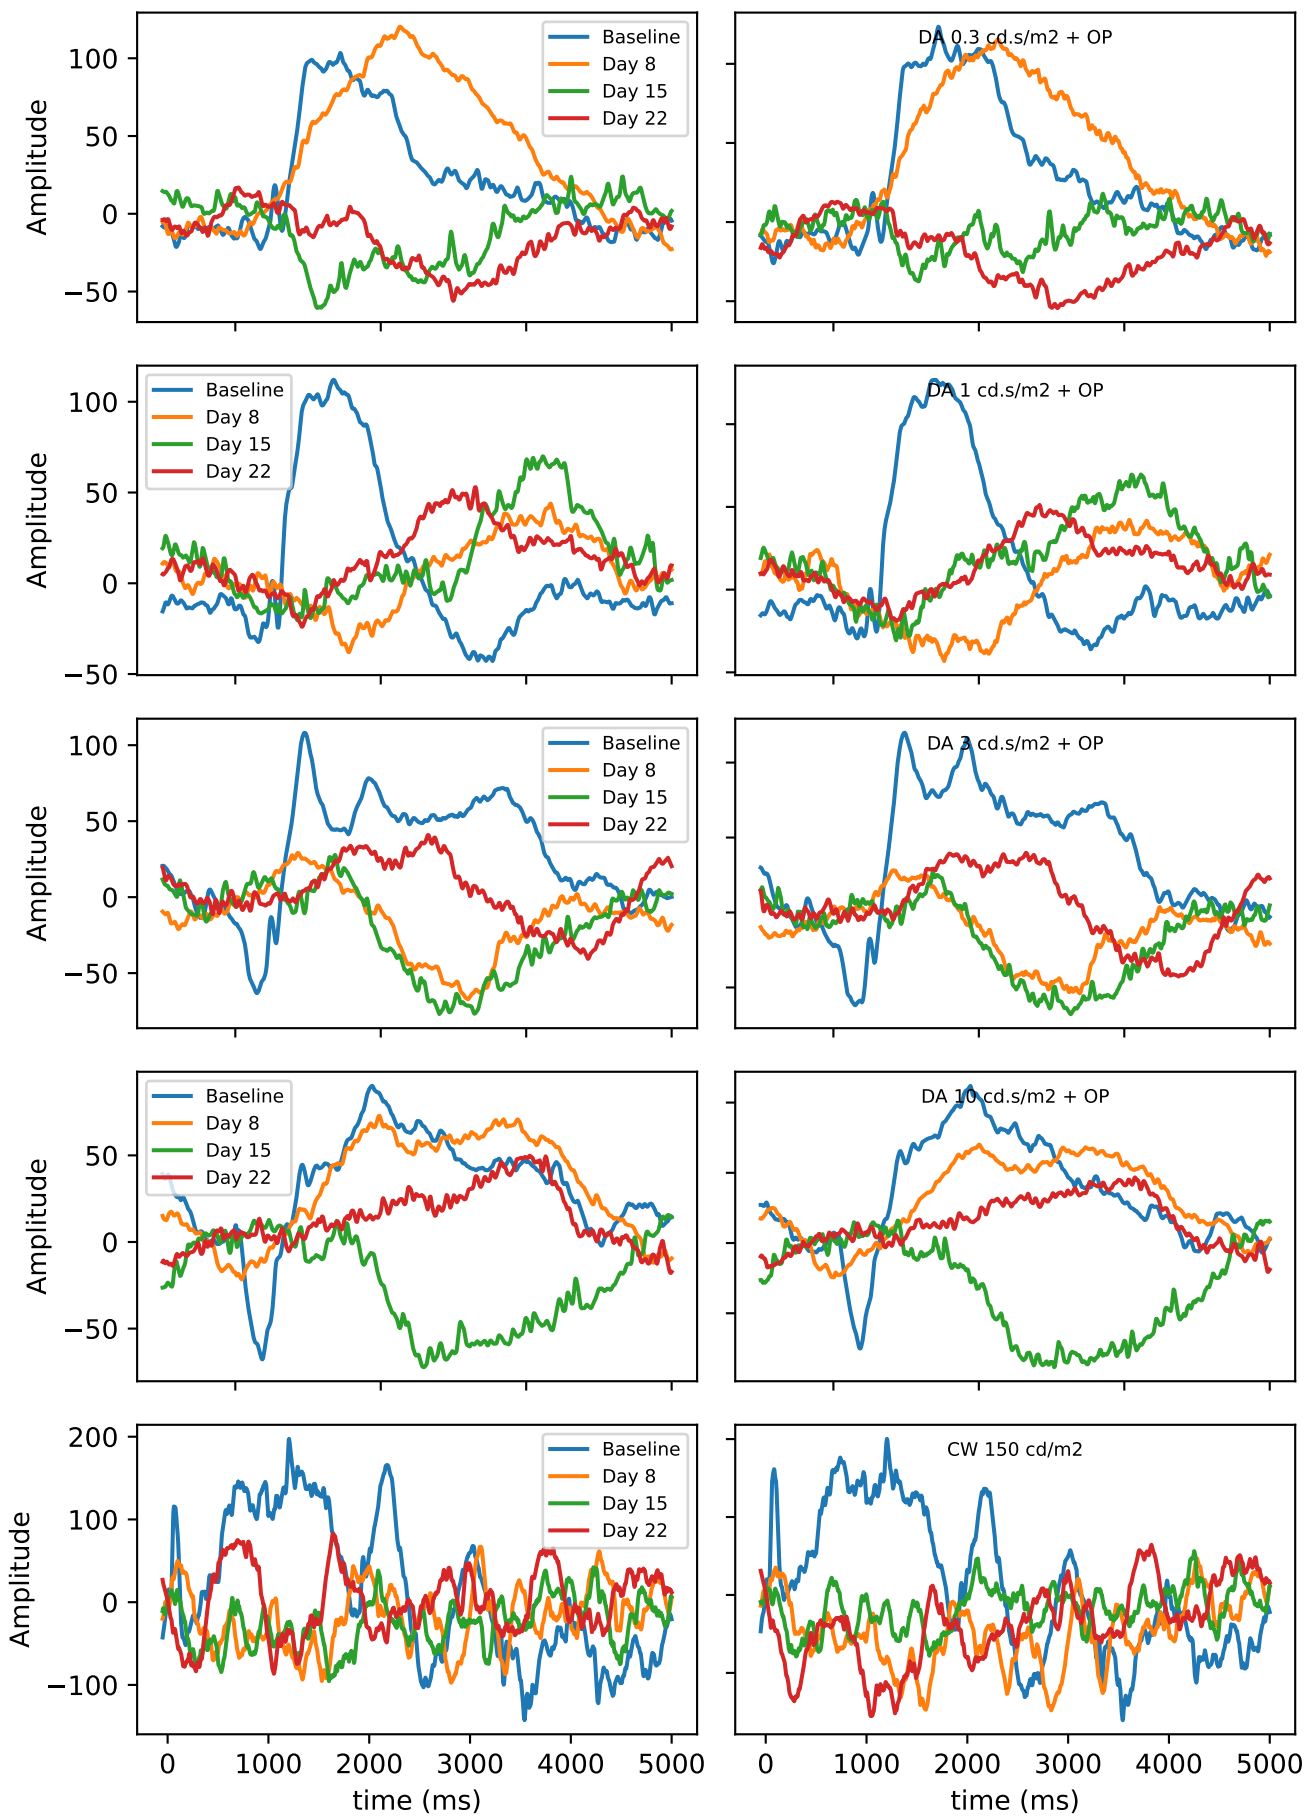 Baseline
Day 8
Day 15
Day 22
100
50
0
−50
Amplitude
DA 0.3 cd.s/m2 + OP
Baseline
Day 8
Day 15
Day 22
100
50
0
−50
Amplitude
DA 1 cd.s/m2 + OP
Baseline
Day 8
Day 15
Day 22
100
50
0
−50
Amplitude
DA 3 cd.s/m2 + OP
Baseline
Day 8
Day 15
Day 22
50
0
−50
Amplitude
DA 10 cd.s/m2 + OP
Baseline
Day 8
Day 15
Day 22
200
100
0
−100
Amplitude
0 1000 2000 3000 4000 5000
time (ms)
CW 150 cd/m2
0 1000 2000 3000 4000 5000
time (ms)